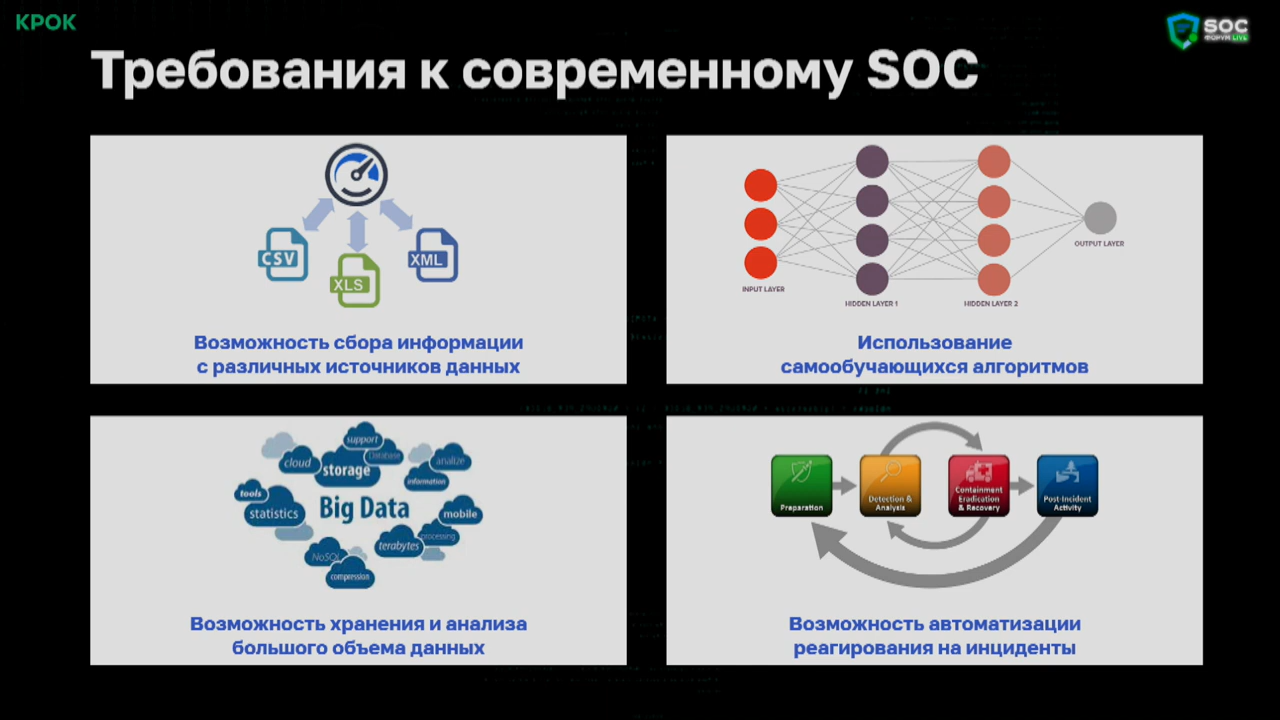 КРОК
SOC
ФОРУМ LIVE
Требования к современному SOC
CSV
XLS
XML
Возможность сбора информации
с различных источников данных
INPUT LAYER
HIDDEN LAYER 1
HIDDEN LAYER 2
OUTPUT LAYER
Использование
самообучающихся алгоритмов
support
Database
cloud
storage
analize
information
tools
statistics
Big Data
mobile
processing
terabytes
NoSQL
compression
Возможность хранения и анализа
большого объема данных
Preparation
Detection &
Analysis
Containment
Eradication
& Recovery
Post-Incident
Activity
Возможность автоматизации
реагирования на инциденты